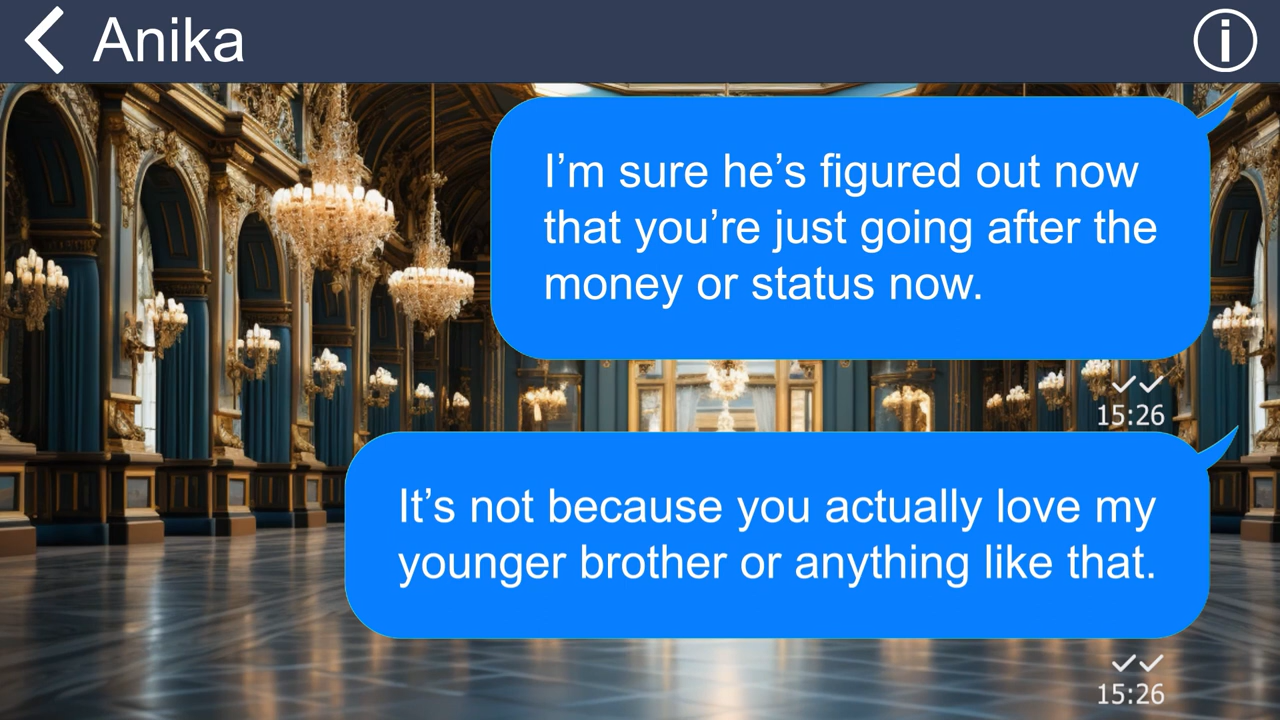 Anika
I’m sure he’s figured out now
that you’re just going after the
money or status now.
15:26
It’s not because you actually love my
younger brother or anything like that.
15:26